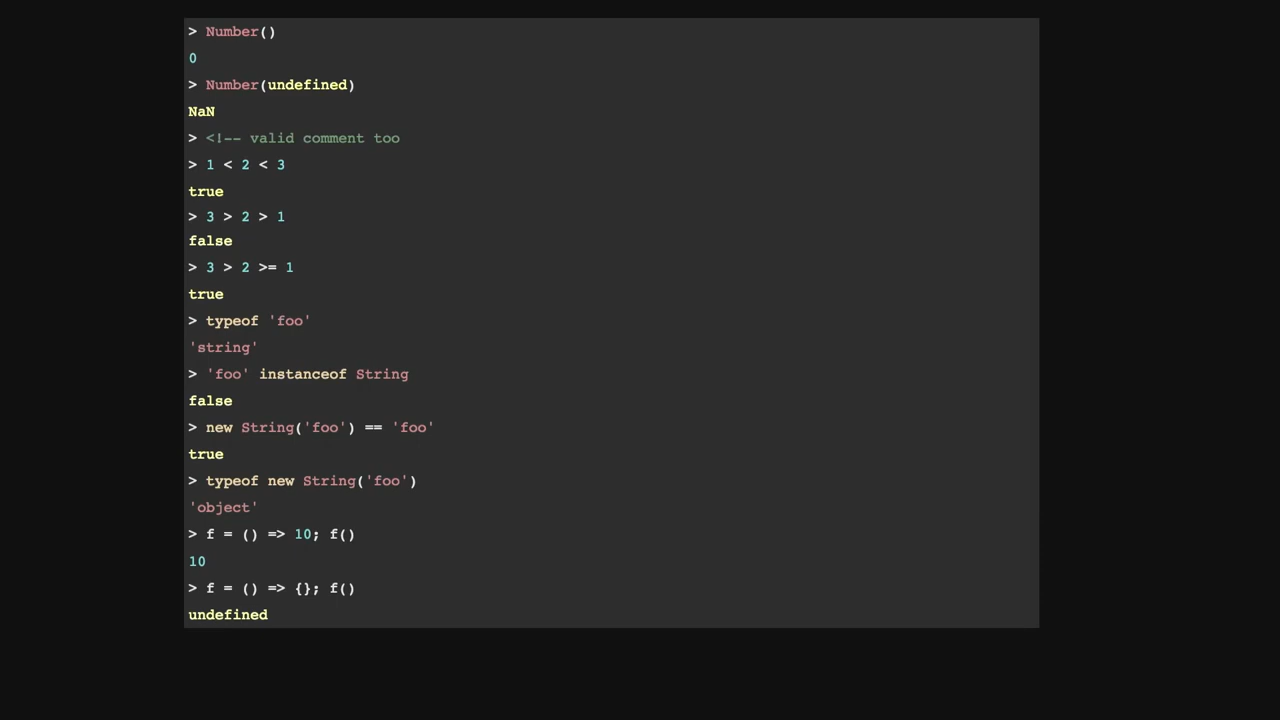 > Number()
0
> Number(undefined)
NaN
> <!-- valid comment too
> 1 < 2 < 3
true
> 3 > 2 > 1
false
> 3 > 2 >= 1
true
> typeof 'foo'
'string'
> 'foo' instanceof String
false
> new String('foo') == 'foo'
true
> typeof new String('foo')
'object'
> f = () => 10; f()
10
> f = () => {}; f()
undefined